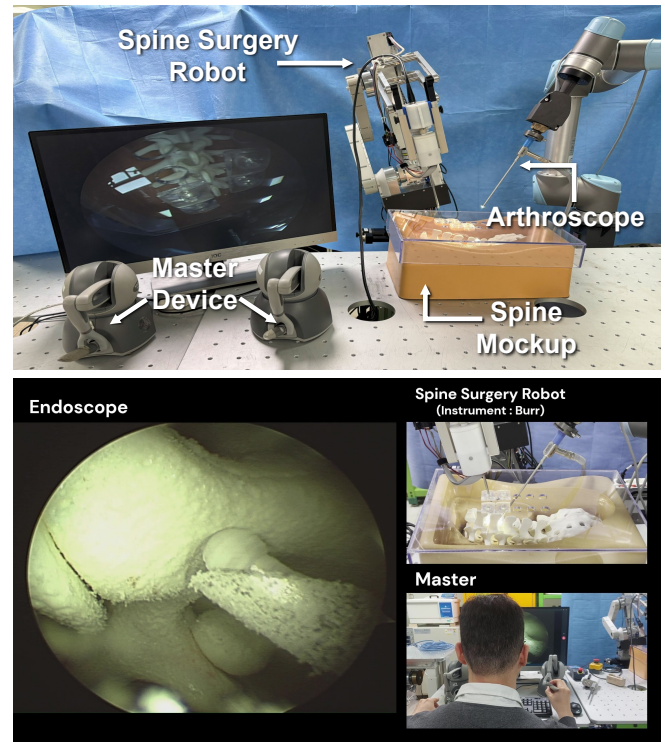 Spine Surgery
Robot
Arthroscope
Master
Device
Spine
Mockup
Endoscope
Spine Surgery Robot
(Instrument : Burr)
Master